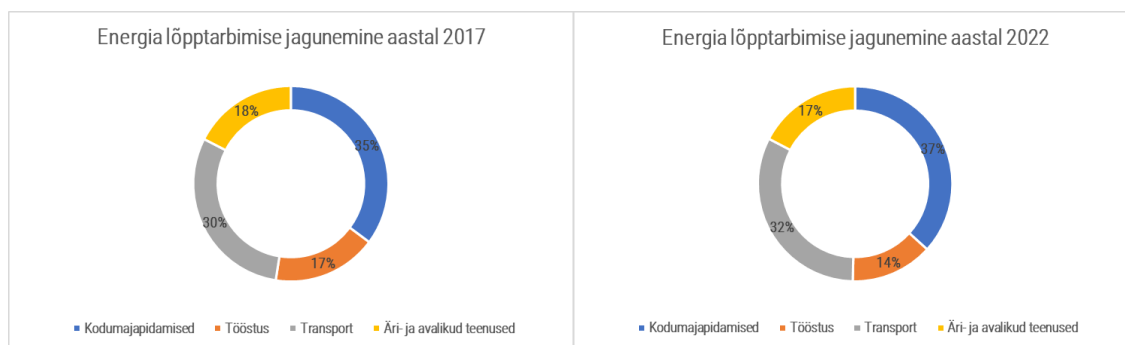 Energia lõpptarbimise jagunemine aastal 2017
18%
35%
30%
17%
Kodumajapidamised Tööstus Transport Äri- ja avalikud teenused
Energia lõpptarbimise jagunemine aastal 2022
17%
37%
32%
14%
Kodumajapidamised Tööstus Transport Äri- ja avalikud teenused